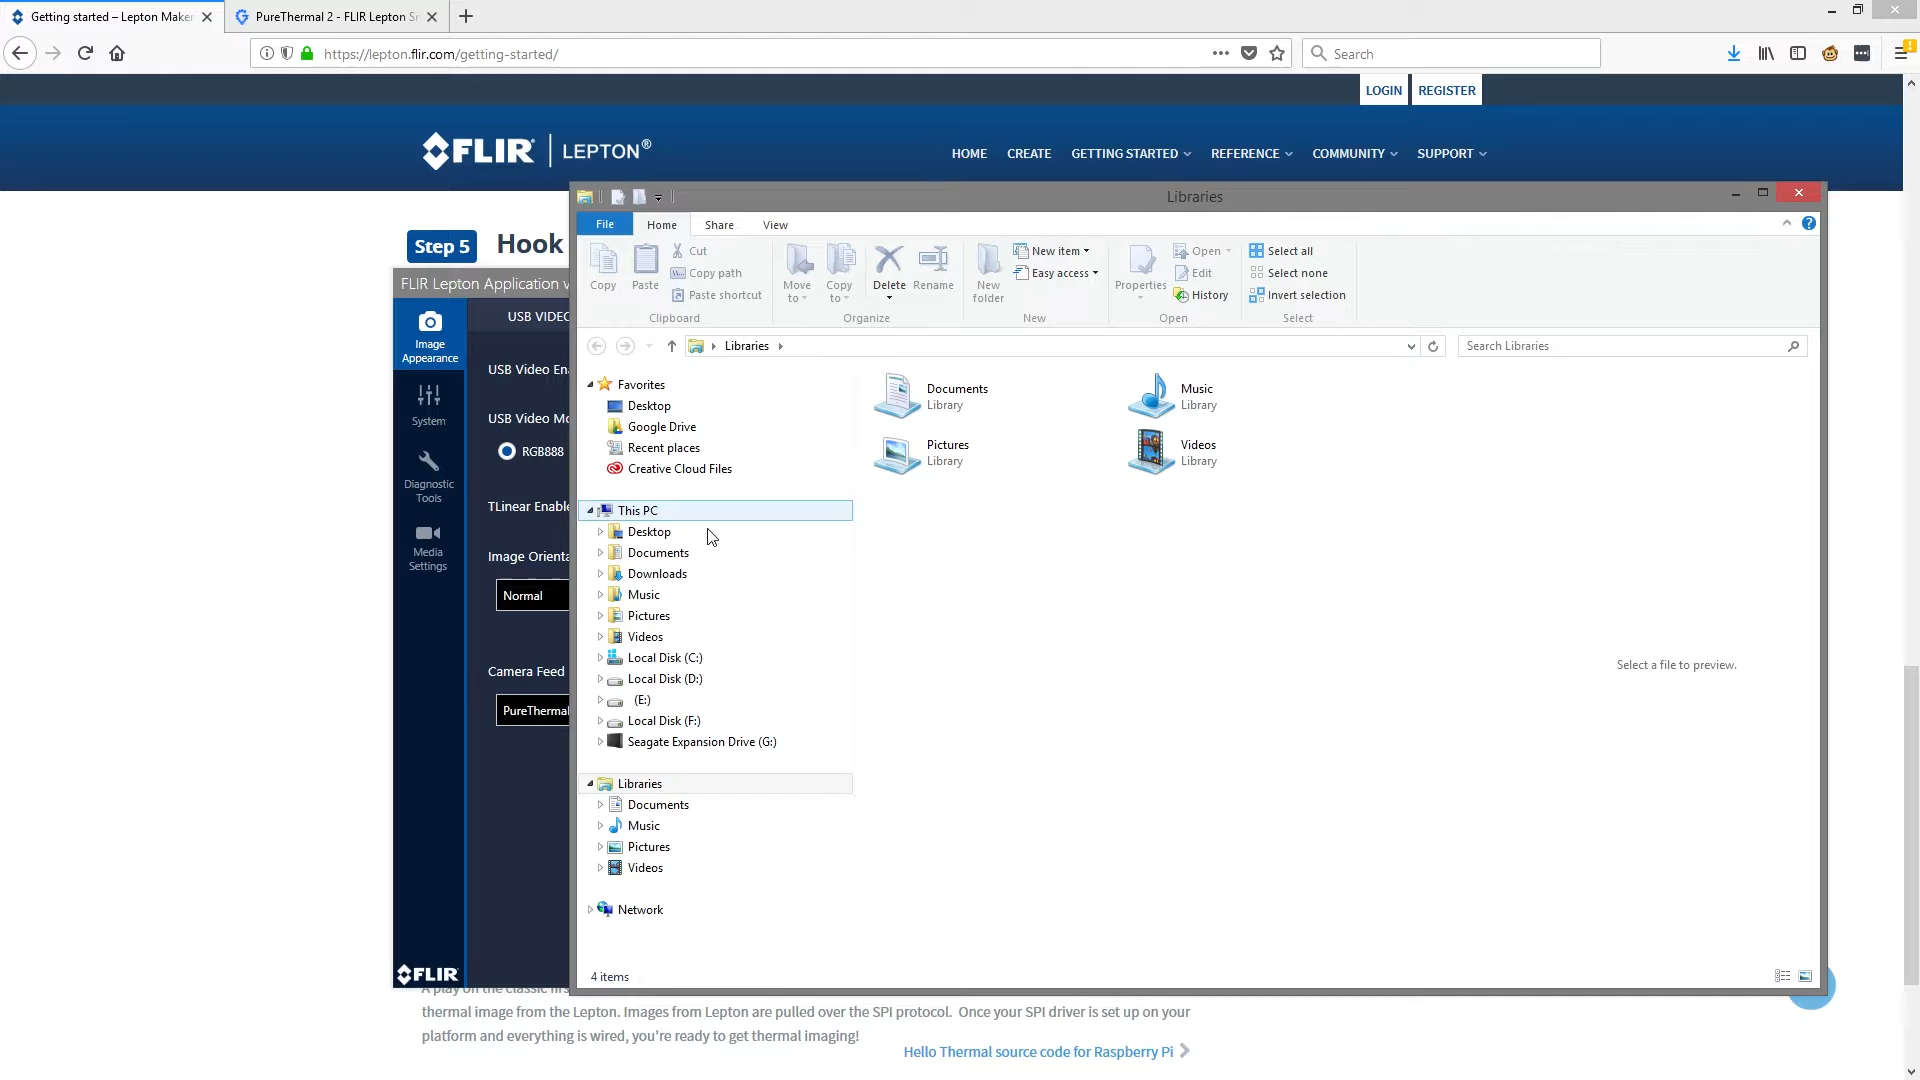 Getting started – Lepton Maker
PureThermal 2 - FLIR Lepton Sm
https://lepton.flir.com/getting-started/
Search
LOGIN
REGISTER
FLIR LEPTON®
HOME
CREATE
GETTING STARTED
REFERENCE
COMMUNITY
SUPPORT
Step 5
Hook
FLIR Lepton Application v
Image
Appearance
System
Diagnostic
Tools
Media
Settings
FLIR
USB VIDEO
USB Video En
USB Video Mo
RGB888
TLinear Enable
Image Orienta
Normal
Camera Feed
PureThermal
Libraries
File
Home
Share
View
Copy
Paste
Cut
Copy path
Paste shortcut
Clipboard
Move
to
Copy
to
Delete
Rename
Organize
New
folder
New item
Easy access
New
Properties
Open
Edit
History
Open
Select all
Select none
Invert selection
Select
Libraries
Search Libraries
Favorites
Desktop
Google Drive
Recent places
Creative Cloud Files
This PC
Desktop
Documents
Downloads
Music
Pictures
Videos
Local Disk (C:)
Local Disk (D:)
(E:)
Local Disk (F:)
Seagate Expansion Drive (G:)
Libraries
Documents
Music
Pictures
Videos
Network
Documents
Library
Music
Library
Pictures
Library
Videos
Library
Select a file to preview.
4 items
A play on the classic firs
thermal image from the Lepton. Images from Lepton are pulled over the SPI protocol. Once your SPI driver is set up on your
platform and everything is wired, you're ready to get thermal imaging!
Hello Thermal source code for Raspberry Pi